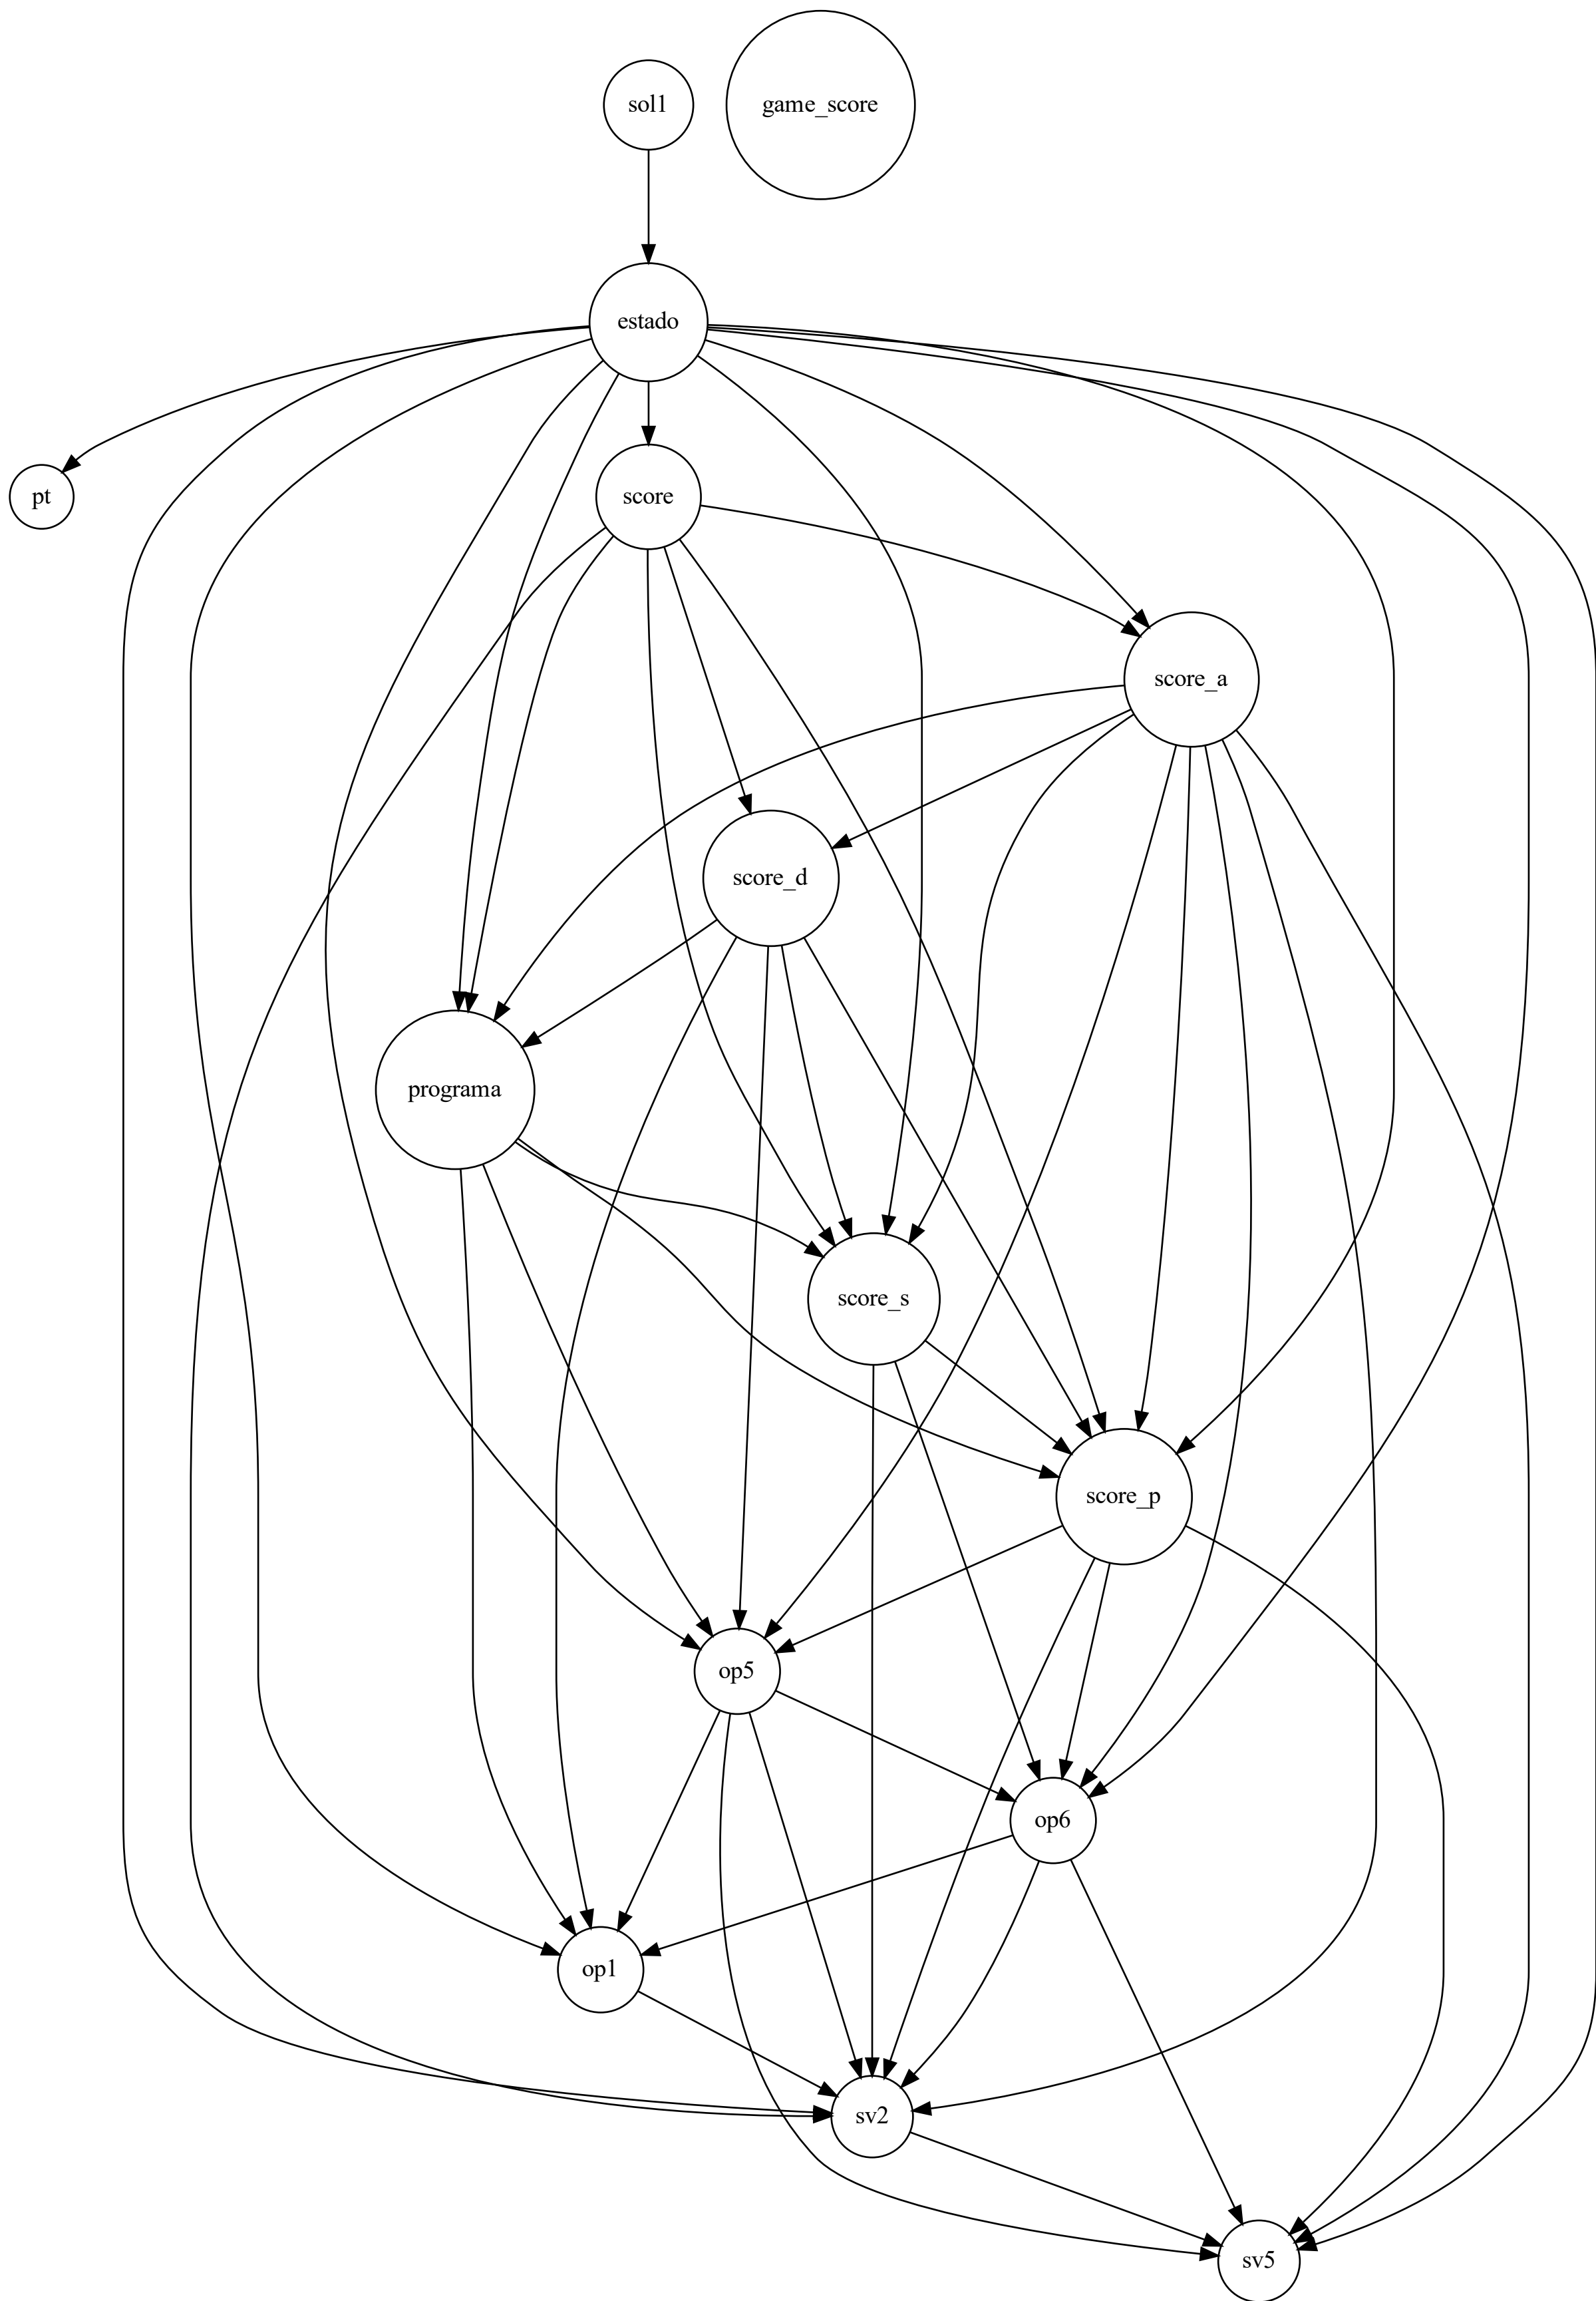 sol1
game_score
estado
score
pt
score_a
score_d
programa
score_s
score_p
op5
op6
op1
sv2
sv5